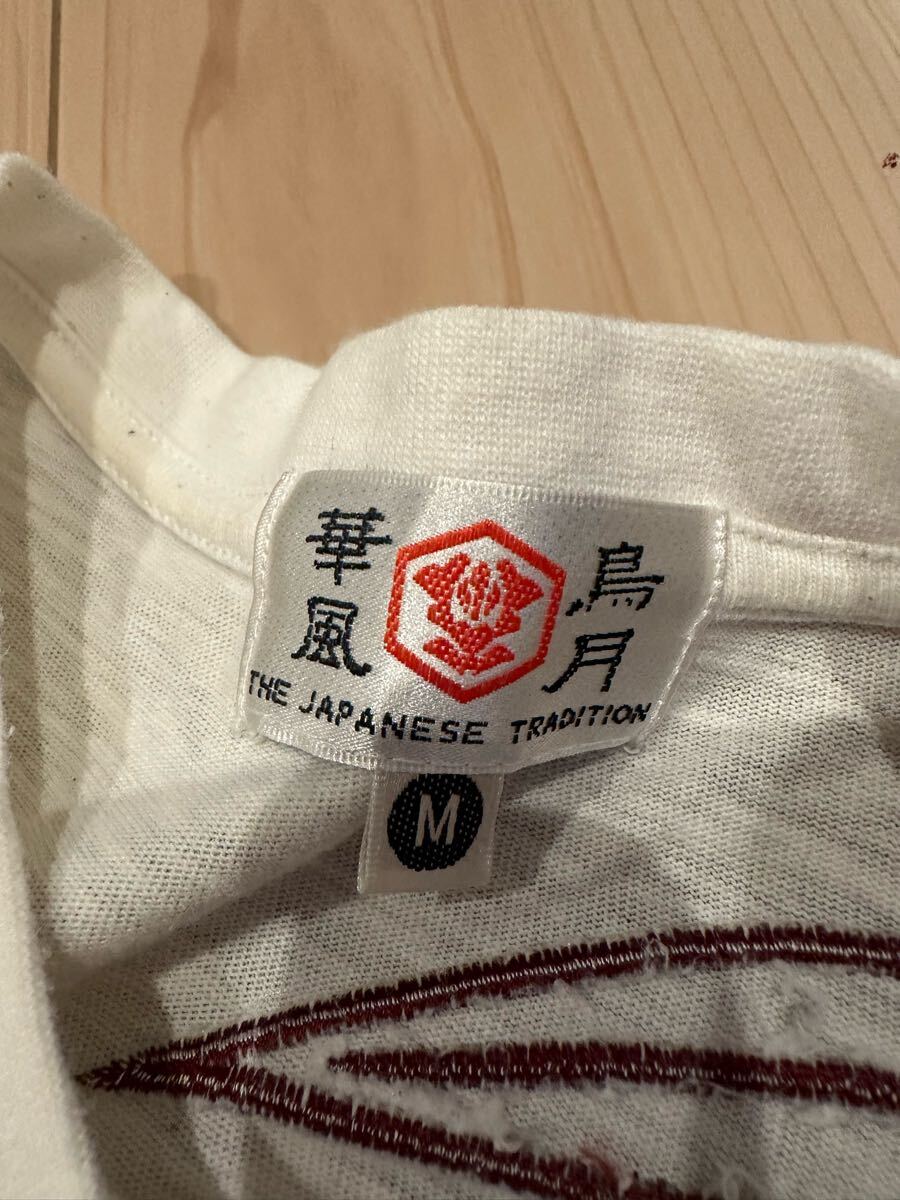 華鳥
風月
THE JAPANESE TRADITION
M